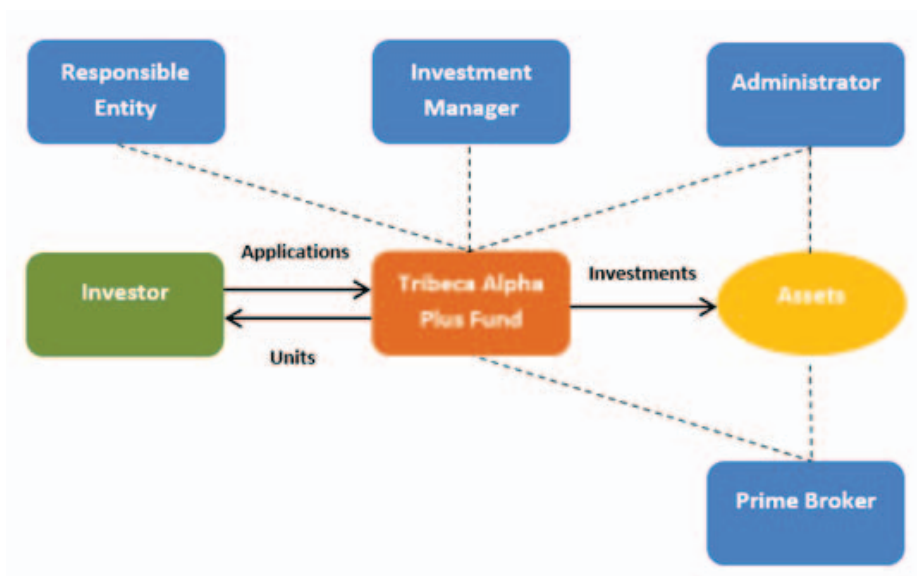 Responsible
Entity
Investment
Manager
Administrator
Applications
Investor
Tribeca Alpha
Plus Fund
Investments
Assets
Units
Prime Broker